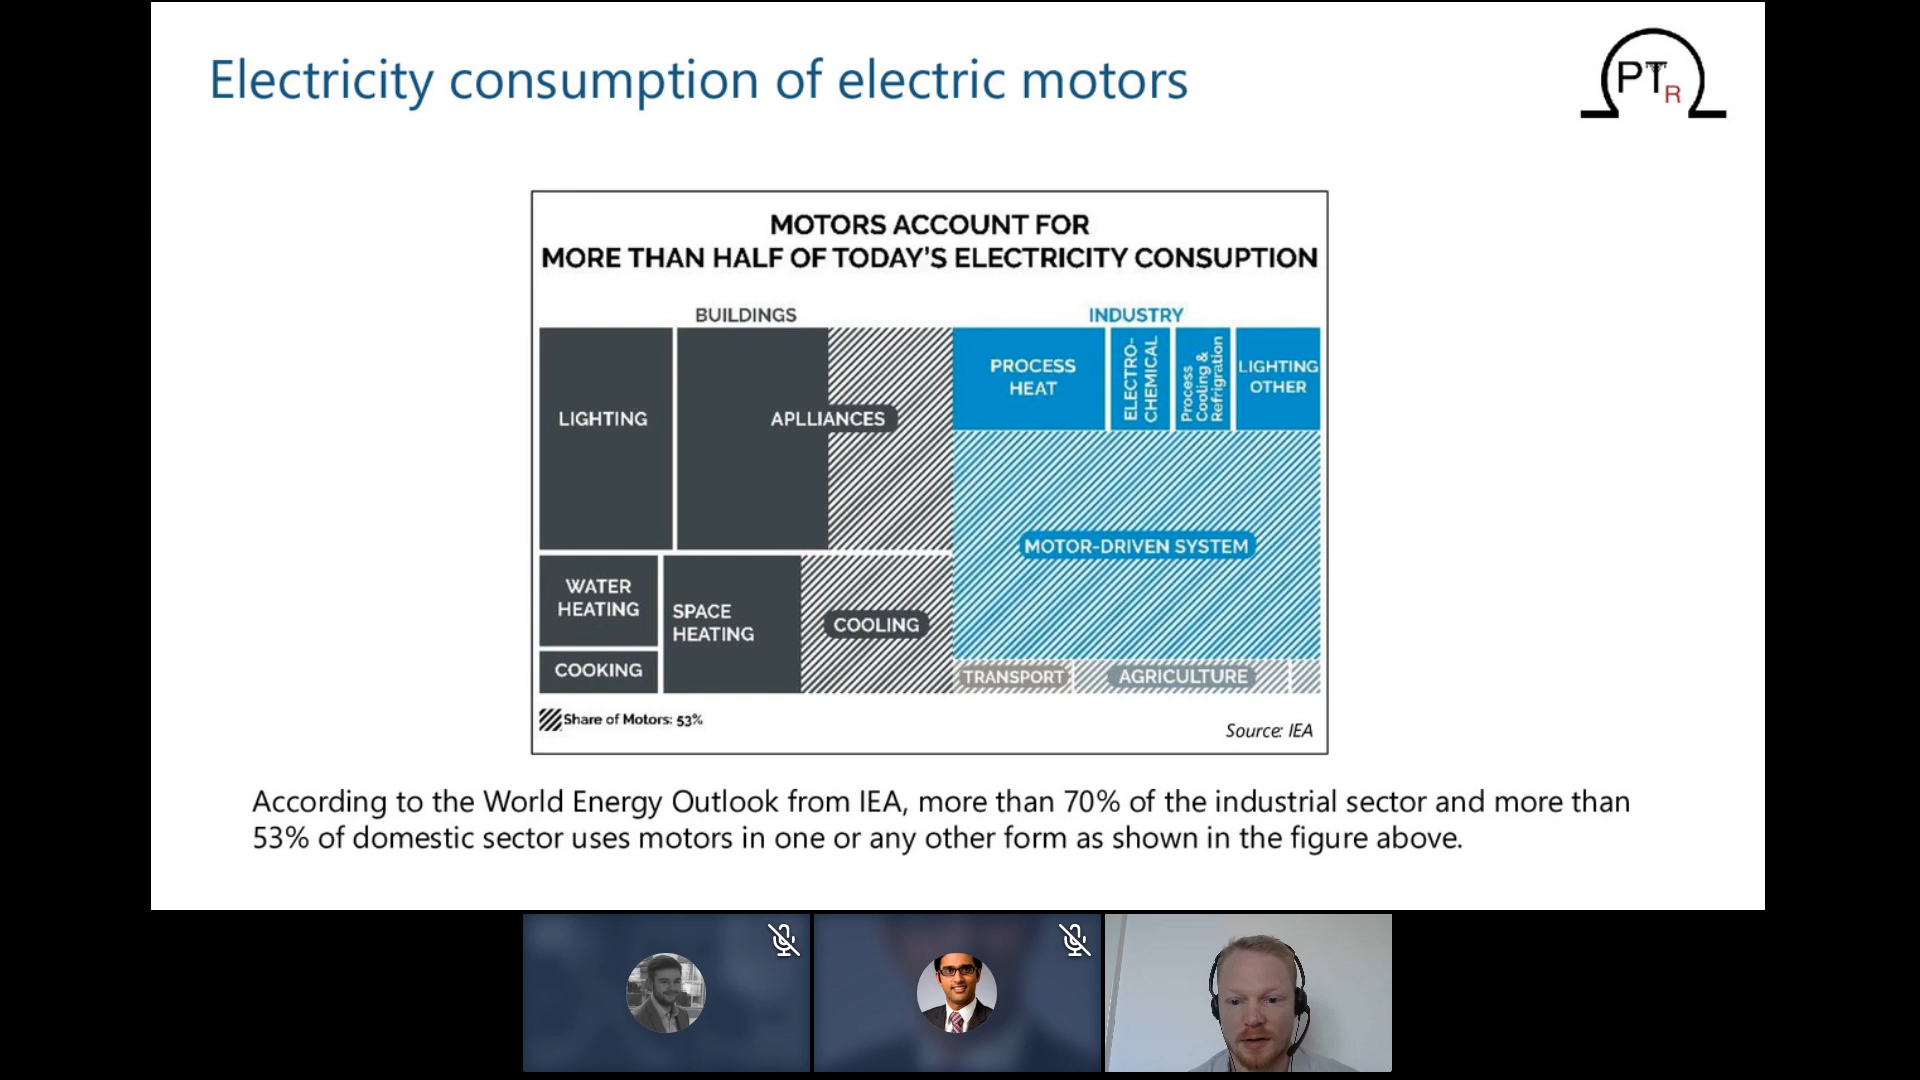 Electricity consumption of electric motors
PT
R
MOTORS ACCOUNT FOR
MORE THAN HALF OF TODAY'S ELECTRICITY CONSUPTION
BUILDINGS
INDUSTRY
LIGHTING
APLLIANCES
PROCESS
HEAT
ELECTRO-
CHEMICAL
Process
Cooling &
Refrigration
LIGHTING
OTHER
MOTOR-DRIVEN SYSTEM
WATER
HEATING
SPACE
HEATING
COOLING
COOKING
TRANSPORT
AGRICULTURE
Share of Motors: 53%
Source: IEA
According to the World Energy Outlook from IEA, more than 70% of the industrial sector and more than
53% of domestic sector uses motors in one or any other form as shown in the figure above.